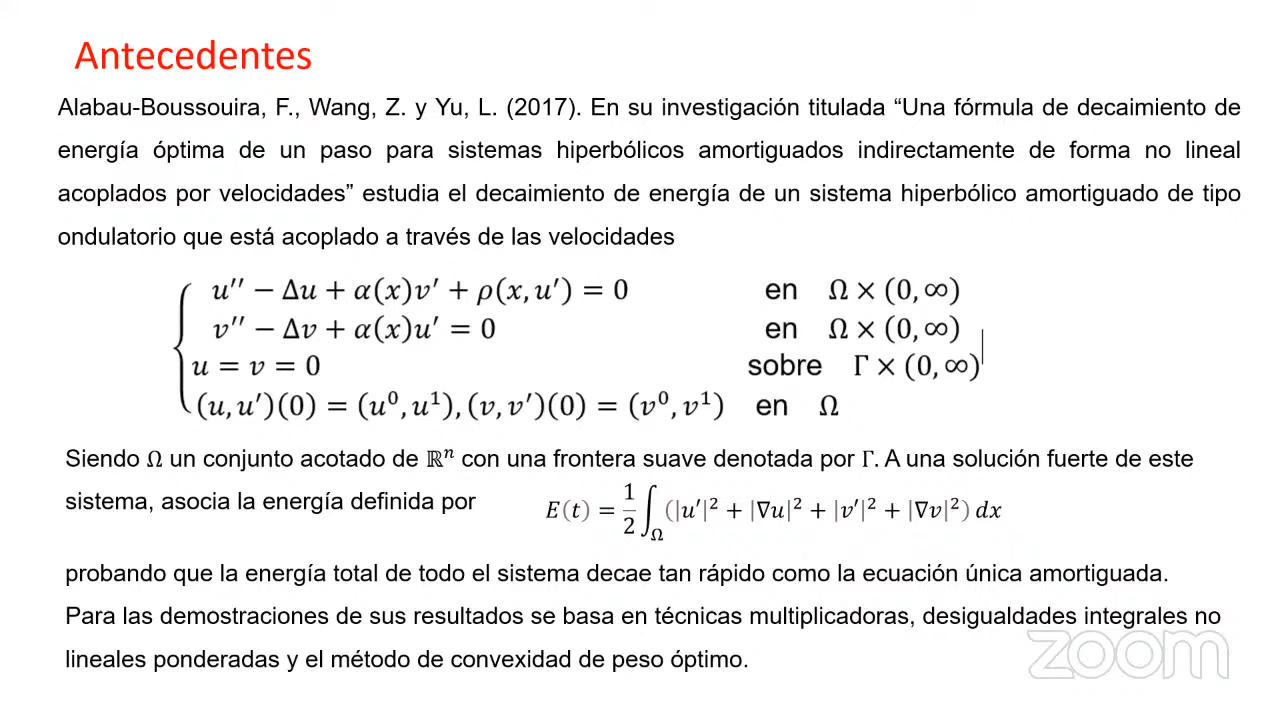 Antecedentes
Alabau-Boussouira, F., Wang, Z. y Yu, L. (2017). En su investigación titulada “Una fórmula de decaimiento de
energía óptima de un paso para sistemas hiperbólicos amortiguados indirectamente de forma no lineal
acoplados por velocidades” estudia el decaimiento de energía de un sistema hiperbólico amortiguado de tipo
ondulatorio que está acoplado a través de las velocidades
u′′ − Δu + α(x)v′ + ρ(x, u′) = 0 en Ω × (0, ∞)
v′′ − Δv + α(x)u′ = 0 en Ω × (0, ∞)
u = v = 0 sobre Γ × (0, ∞)
(u, u′)(0) = (u⁰, u¹), (v, v′)(0) = (v⁰, v¹) en Ω
Siendo Ω un conjunto acotado de ℝⁿ con una frontera suave denotada por Γ. A una solución fuerte de este
sistema, asocia la energía definida por E(t) = 1/2 ∫_Ω (|u′|² + |∇u|² + |v′|² + |∇v|²) dx
probando que la energía total de todo el sistema decae tan rápido como la ecuación única amortiguada.
Para las demostraciones de sus resultados se basa en técnicas multiplicadoras, desigualdades integrales no
lineales ponderadas y el método de convexidad de peso óptimo.
zoom